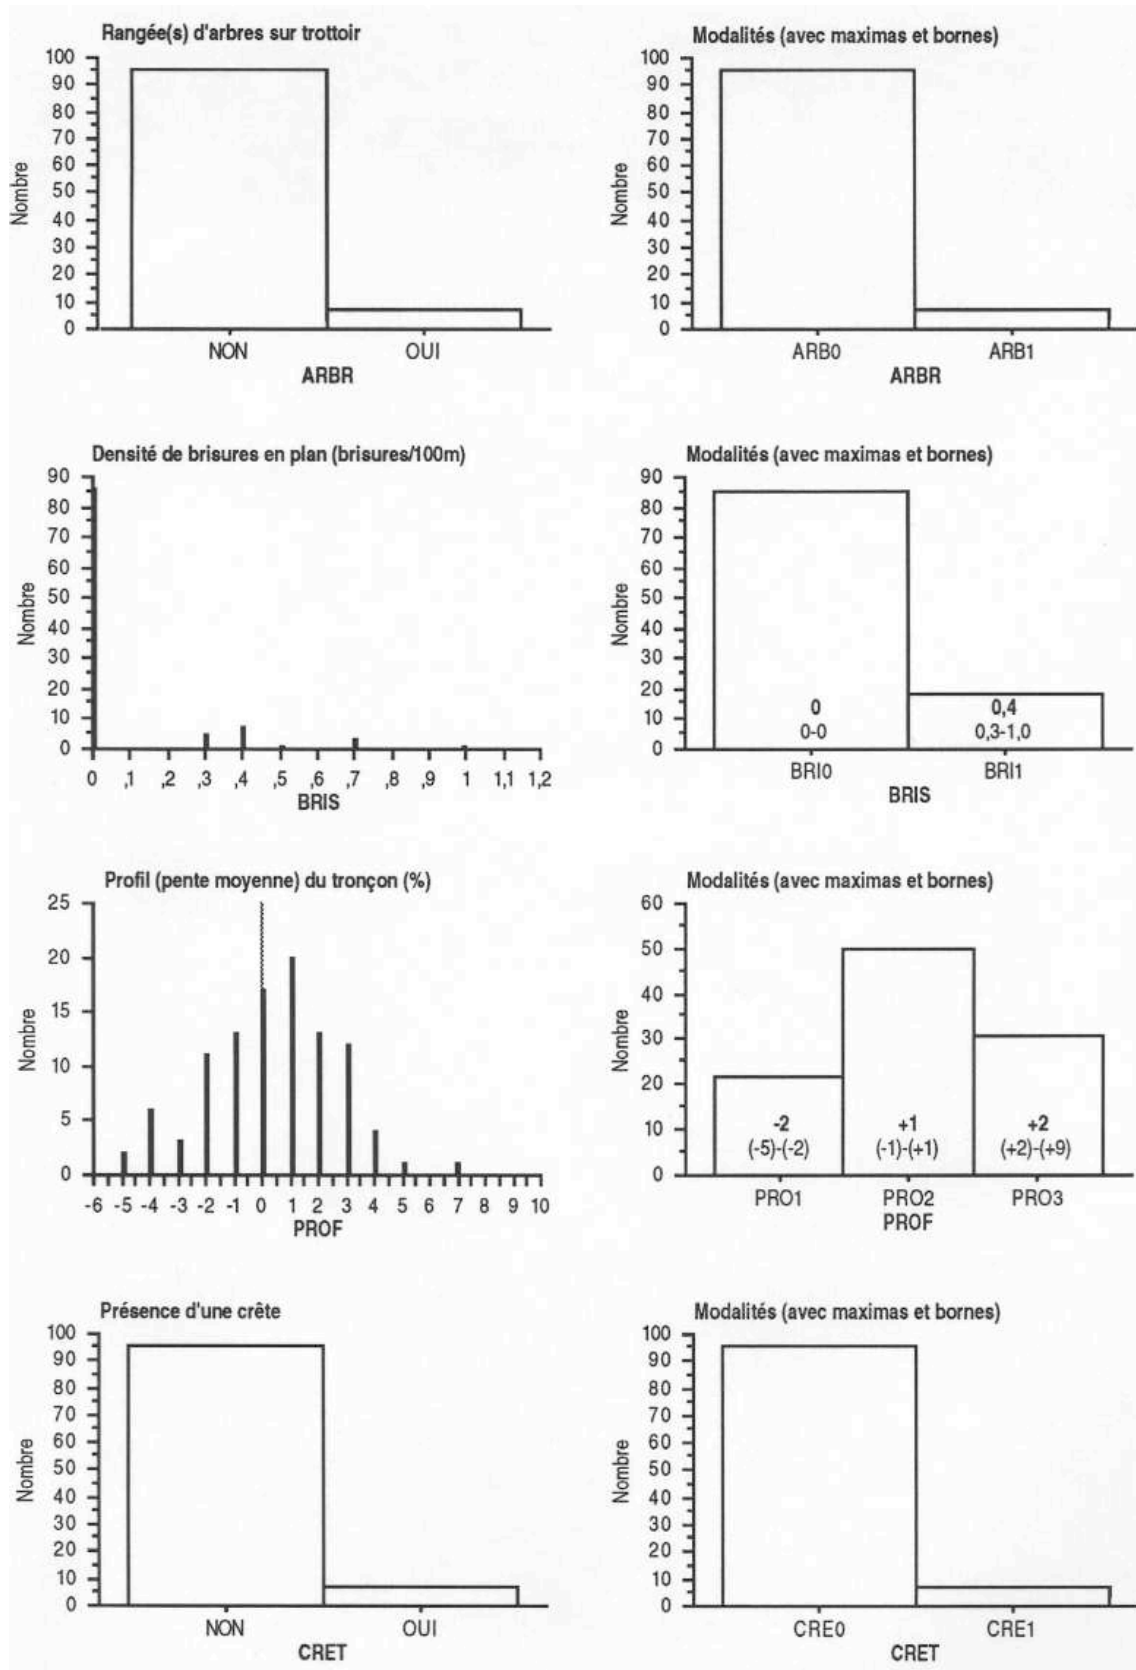 Rangée(s) d'arbres sur trottoir
100
90
80
70
60
50
40
30
20
10
0
Nombre
NON OUI
ARBR
Modalités (avec maximas et bornes)
100
90
80
70
60
50
40
30
20
10
0
Nombre
ARB0 ARB1
ARBR
Densité de brisures en plan (brisures/100m)
90
80
70
60
50
40
30
20
10
0
Nombre
0 ,1 ,2 ,3 ,4 ,5 ,6 ,7 ,8 ,9 1 1,1 1,2
BRIS
Modalités (avec maximas et bornes)
90
80
70
60
50
40
30
20
10
0
Nombre
0 0,4
0-0 0,3-1,0
BRI0 BRI1
BRIS
Profil (pente moyenne) du tronçon (%)
25
20
15
10
5
0
Nombre
-6 -5 -4 -3 -2 -1 0 1 2 3 4 5 6 7 8 9 10
PROF
Modalités (avec maximas et bornes)
60
50
40
30
20
10
0
Nombre
-2 +1 +2
(-5)-(-2) (-1)-(+1) (+2)-(+9)
PRO1 PRO2 PRO3
PROF
Présence d'une crête
100
90
80
70
60
50
40
30
20
10
0
Nombre
NON OUI
CRET
Modalités (avec maximas et bornes)
100
90
80
70
60
50
40
30
20
10
0
Nombre
CRE0 CRE1
CRET